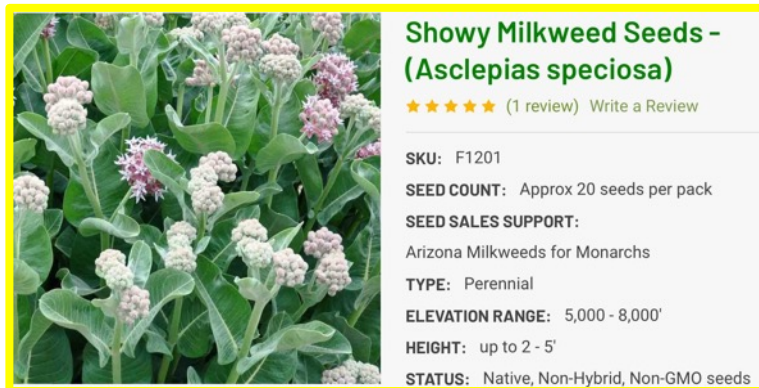 Showy Milkweed Seeds -
(Asclepias speciosa)
(1 review) Write a Review
SKU: F1201
SEED COUNT: Approx 20 seeds per pack
SEED SALES SUPPORT:
Arizona Milkweeds for Monarchs
TYPE: Perennial
ELEVATION RANGE: 5,000 - 8,000'
HEIGHT: up to 2 - 5'
STATUS: Native, Non-Hybrid, Non-GMO seeds